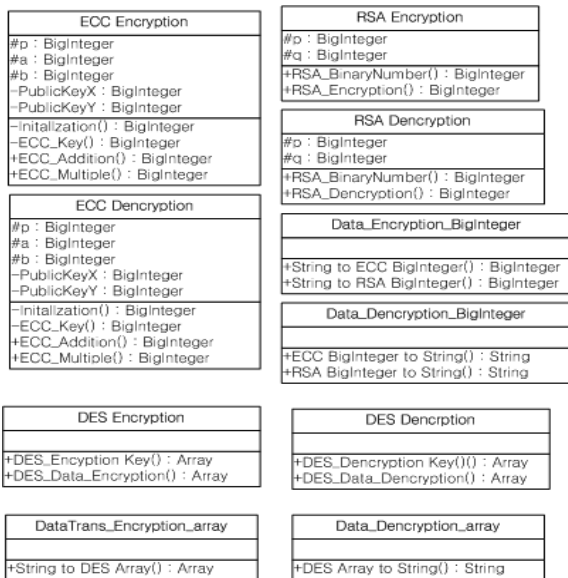 ECC Encryption
#p : BigInteger
#a : BigInteger
#b : BigInteger
-PublicKeyX : BigInteger
-PublicKeyY : BigInteger
-Initalization() : BigInteger
-ECC_Key() : BigInteger
+ECC_Addition() : BigInteger
+ECC_Multiple() : BigInteger
ECC Dencryption
#p : BigInteger
#a : BigInteger
#b : BigInteger
-PublicKeyX : BigInteger
-PublicKeyY : BigInteger
-Initalization() : BigInteger
-ECC_Key() : BigInteger
+ECC_Addition() : BigInteger
+ECC_Multiple() : BigInteger
RSA Encryption
#p : BigInteger
#q : BigInteger
+RSA_BinaryNumber() : BigInteger
+RSA_Encryption() : BigInteger
RSA Dencryption
#p : BigInteger
#q : BigInteger
+RSA_BinaryNumber() : BigInteger
+RSA_Dencryption() : BigInteger
Data_Encryption_BigInteger
+String to ECC BigInteger() : BigInteger
+String to RSA BigInteger() : BigInteger
Data_Dencryption_BigInteger
+ECC BigInteger to String() : String
+RSA BigInteger to String() : String
DES Encryption
+DES_Encyption Key() : Array
+DES_Data_Encryption() : Array
DES Dencrption
+DES_Dencryption Key()() : Array
+DES_Data_Dencryption() : Array
DataTrans_Encryption_array
+String to DES Array() : Array
Data_Dencryption_array
+DES Array to String() : String